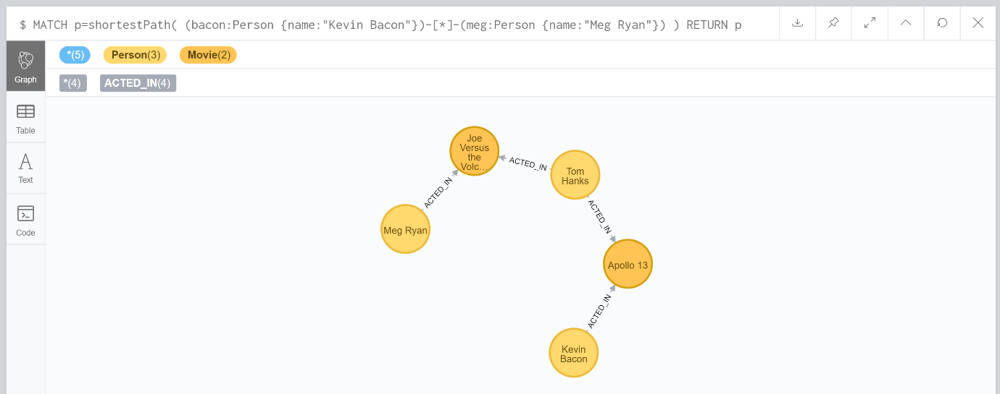 $ MATCH p=shortestPath( (bacon:Person {name:"Kevin Bacon"})-[*]-(meg:Person {name:"Meg Ryan"}) ) RETURN p
*(5) Person(3) Movie(2)
*(4) ACTED_IN(4)
Graph
Table
Text
Code
Joe
Versus
the
Volc...
ACTED_IN
Tom
Hanks
ACTED_IN
Meg Ryan
ACTED_IN
Apollo 13
ACTED_IN
Kevin
Bacon